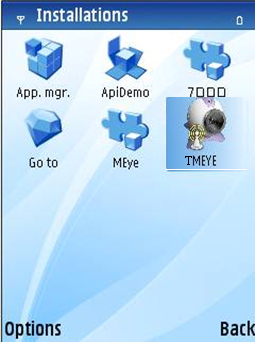 Installations
App. mgr.
ApiDemo
7000
Go to
MEye
TMEYE
Options
Back